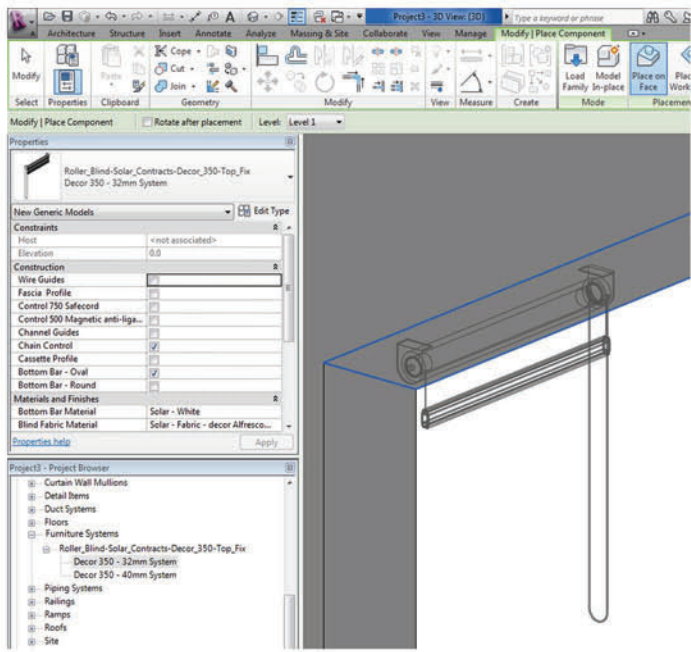 Project3 - 3D View: {3D}
Type a keyword or phrase
Architecture Structure Insert Annotate Analyze Massing & Site Collaborate View Manage Modify | Place Component
Modify
Paste
Cope
Cut
Join
Load Family
Model In-place
Place on Face
Select Properties Clipboard Geometry Modify View Measure Create Mode
Modify | Place Component Rotate after placement Level: Level 1
Properties
Roller_Blind-Solar_Contracts-Decor_350-Top_Fix
Decor 350 - 32mm System
New Generic Models Edit Type
Constraints
Host <not associated>
Elevation 0.0
Construction
Wire Guides
Fascia Profile
Control 750 Safecord
Control 500 Magnetic anti-liga...
Channel Guides
Chain Control
Cassette Profile
Bottom Bar - Oval
Bottom Bar - Round
Materials and Finishes
Bottom Bar Material Solar - White
Blind Fabric Material Solar - Fabric - decor Alfresco...
Properties help Apply
Project3 - Project Browser
Curtain Wall Mullions
Detail Items
Duct Systems
Floors
Furniture Systems
Roller_Blind-Solar_Contracts-Decor_350-Top_Fix
Decor 350 - 32mm System
Decor 350 - 40mm System
Piping Systems
Railings
Ramps
Roofs
Site